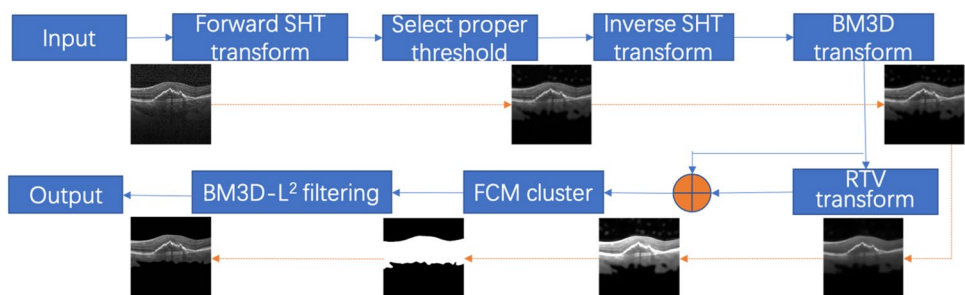 Input
Forward SHT
transform
Select proper
threshold
Inverse SHT
transform
BM3D
transform
Output
BM3D-L² filtering
FCM cluster
RTV
transform